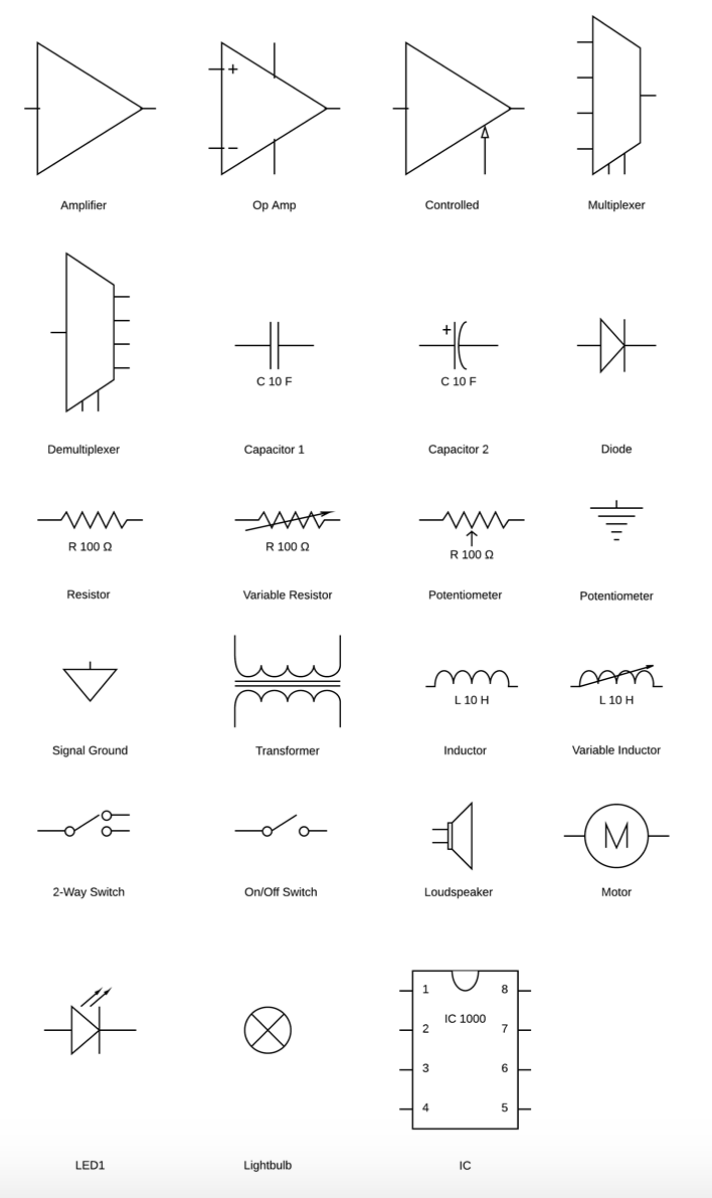 +
−
Amplifier
Op Amp
Controlled
Multiplexer
+
C 10 F
C 10 F
Demultiplexer
Capacitor 1
Capacitor 2
Diode
R 100 Ω
R 100 Ω
R 100 Ω
Resistor
Variable Resistor
Potentiometer
Potentiometer
L 10 H
L 10 H
Signal Ground
Transformer
Inductor
Variable Inductor
M
2-Way Switch
On/Off Switch
Loudspeaker
Motor
1
8
IC 1000
2
7
3
6
4
5
LED1
Lightbulb
IC